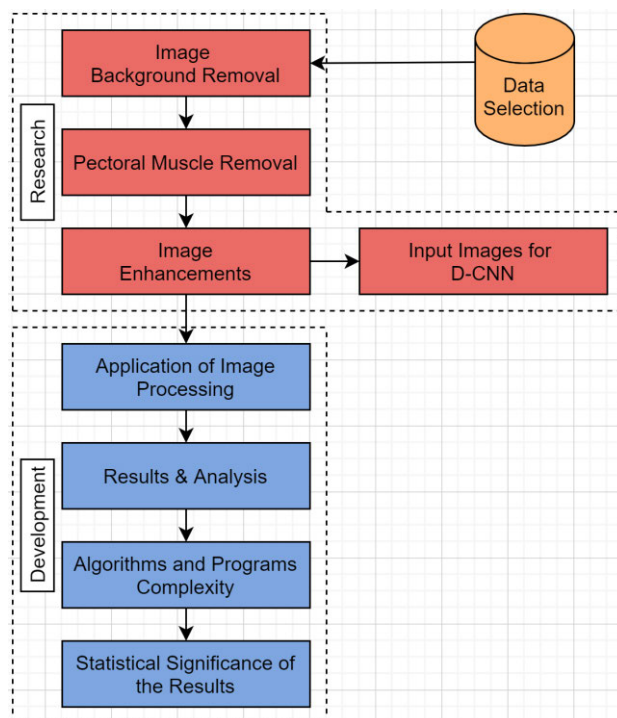 Image
Background Removal
Data
Selection
Research
Pectoral Muscle Removal
Image
Enhancements
Input Images for
D-CNN
Development
Application of Image
Processing
Results & Analysis
Algorithms and Programs
Complexity
Statistical Significance of
the Results